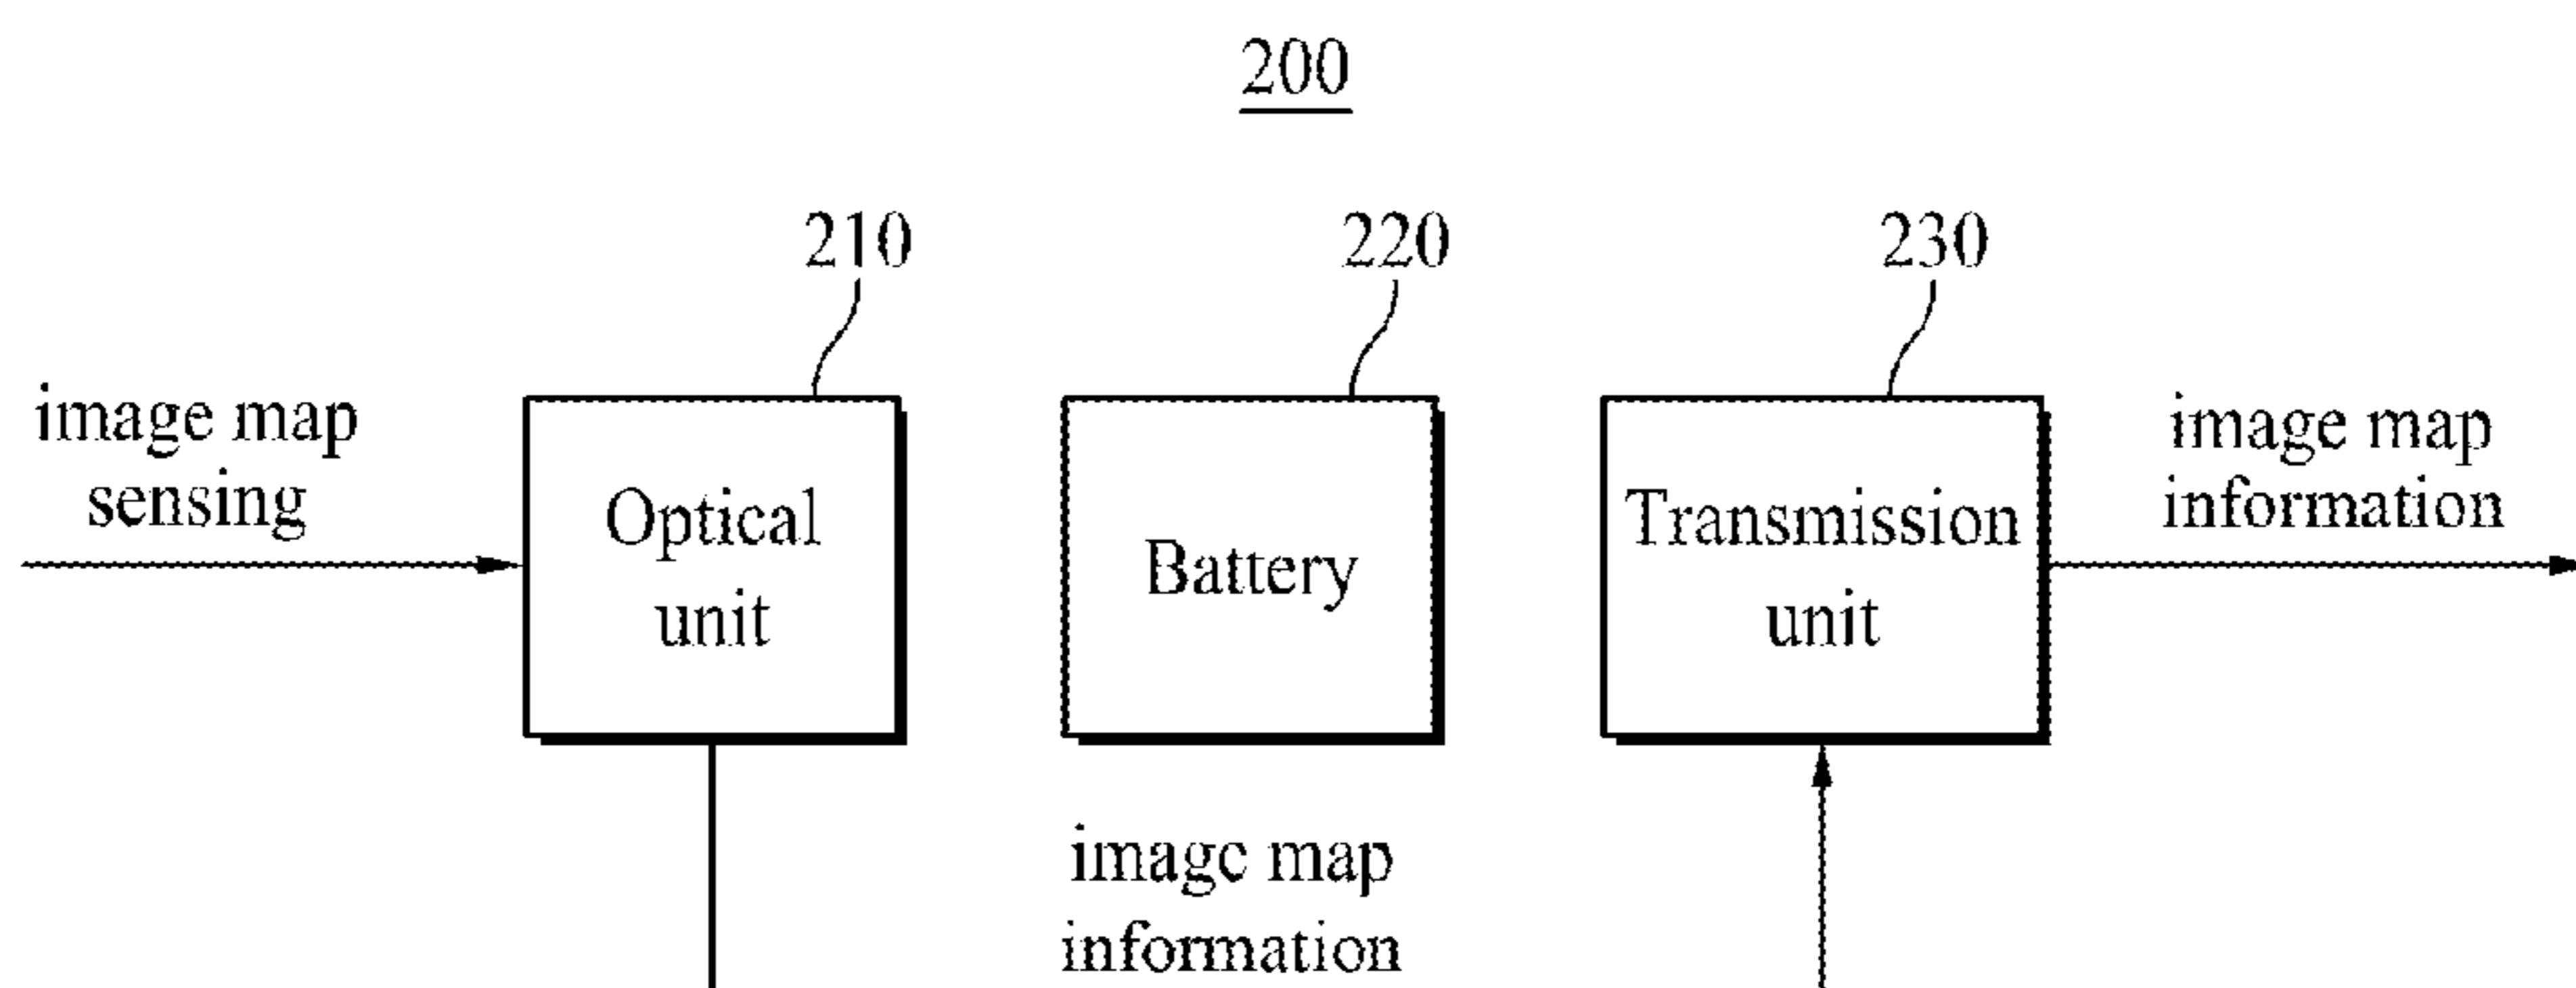 200
210
220
230
image map
sensing
Optical
unit
Battery
Transmission
unit
image map
information
image map
information